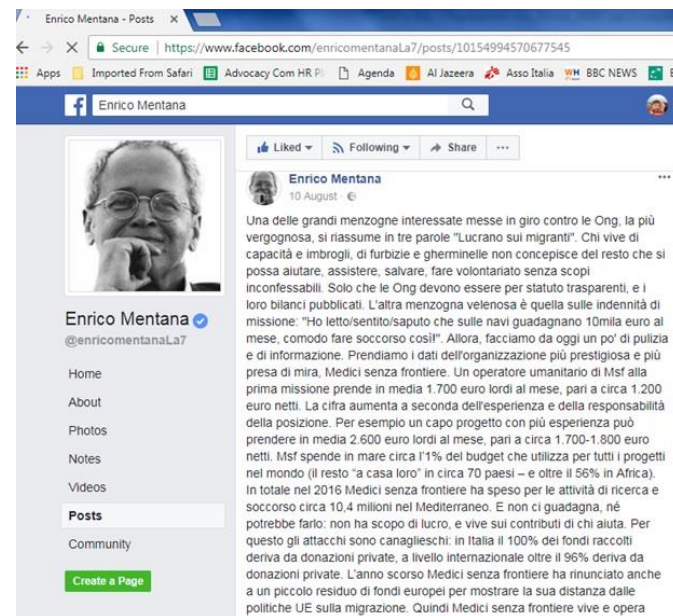 Enrico Mentana - Posts
Secure | https://www.facebook.com/enricomentanaLa7/posts/10154994570677545
Apps Imported From Safari Advocacy Com HR Agenda Al Jazeera Asso Italia WH BBC NEWS
Enrico Mentana
Liked Following Share ...
Enrico Mentana
10 August
Una delle grandi menzogne interessate messe in giro contro le Ong, la più
vergognosa, si riassume in tre parole "Lucrano sui migranti". Chi vive di
capacità e imbrogli, di furbizie e gherminelle non concepisce del resto che si
possa aiutare, assistere, salvare, fare volontariato senza scopi
inconfessabili. Solo che le Ong devono essere per statuto trasparenti, e i
loro bilanci pubblicati. L'altra menzogna velenosa è quella sulle indennità di
missione: "Ho letto/sentito/saputo che sulle navi guadagnano 10mila euro al
mese, comodo fare soccorso così!". Allora, facciamo da oggi un po' di pulizia
e di informazione. Prendiamo i dati dell'organizzazione più prestigiosa e più
presa di mira, Medici senza frontiere. Un operatore umanitario di Msf alla
prima missione prende in media 1.700 euro lordi al mese, pari a circa 1.200
euro netti. La cifra aumenta a seconda dell'esperienza e della responsabilità
della posizione. Per esempio un capo progetto con più esperienza può
prendere in media 2.600 euro lordi al mese, pari a circa 1.700-1.800 euro
netti. Msf spende in mare circa l'1% del budget che utilizza per tutti i progetti
nel mondo (il resto "a casa loro" in circa 70 paesi – e oltre il 56% in Africa).
In totale nel 2016 Medici senza frontiere ha speso per le attività di ricerca e
soccorso circa 10,4 milioni nel Mediterraneo. E non ci guadagna, né
potrebbe farlo: non ha scopo di lucro, e vive sui contributi di chi aiuta. Per
questo gli attacchi sono canaglieschi: in Italia il 100% dei fondi raccolti
deriva da donazioni private, a livello internazionale oltre il 96% deriva da
donazioni private. L'anno scorso Medici senza frontiere ha rinunciato anche
a un piccolo residuo di fondi europei per mostrare la sua distanza dalle
politiche UE sulla migrazione. Quindi Medici senza frontiere vive e opera
Enrico Mentana
@enricomentanaLa7
Home
About
Photos
Notes
Videos
Posts
Community
Create a Page